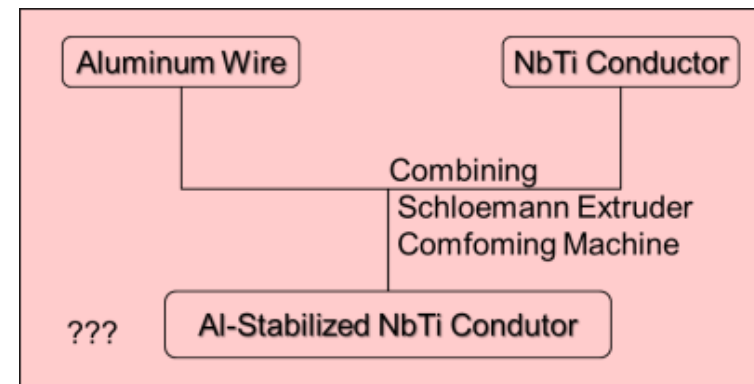 Aluminum Wire
NbTi Conductor
Combining
Schloemann Extruder
Comfoming Machine
??? Al-Stabilized NbTi Condutor